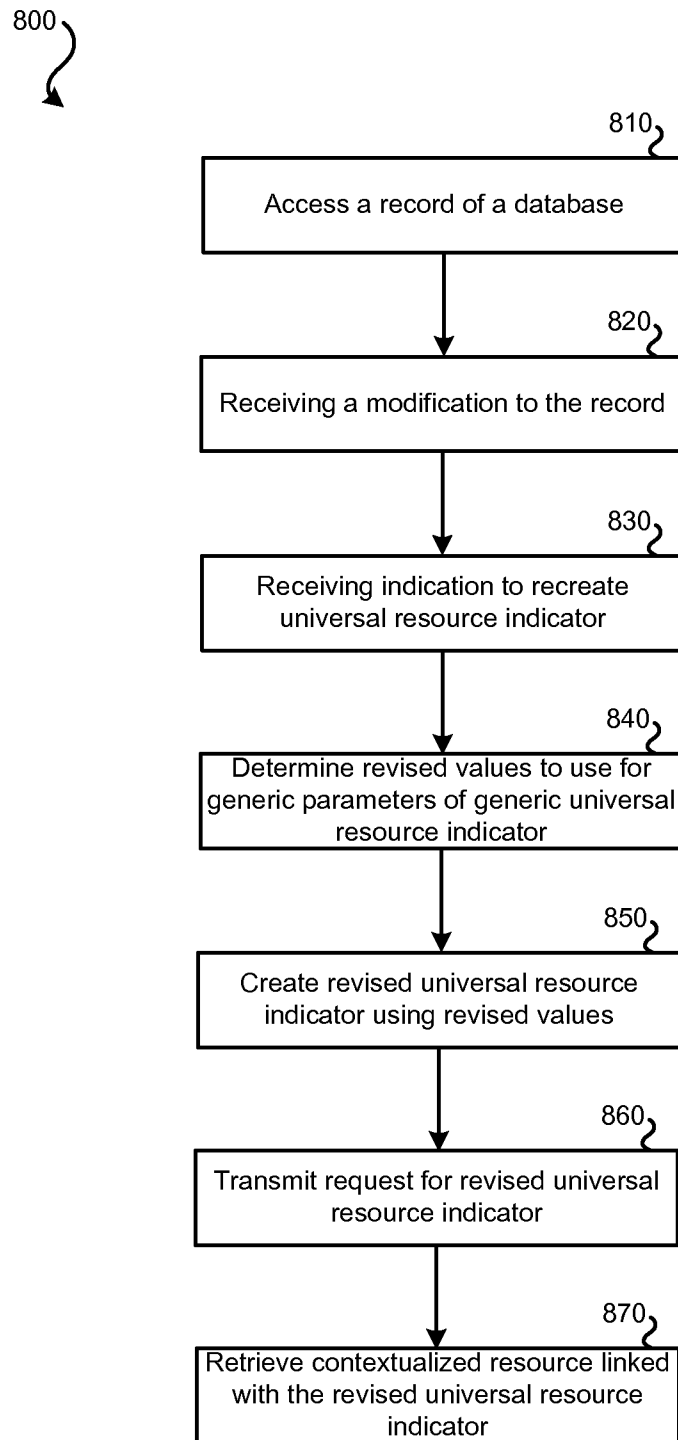 800
810
Access a record of a database
820
Receiving a modification to the record
830
Receiving indication to recreate
universal resource indicator
840
Determine revised values to use for
generic parameters of generic universal
resource indicator
850
Create revised universal resource
indicator using revised values
860
Transmit request for revised universal
resource indicator
870
Retrieve contextualized resource linked
with the revised universal resource
indicator